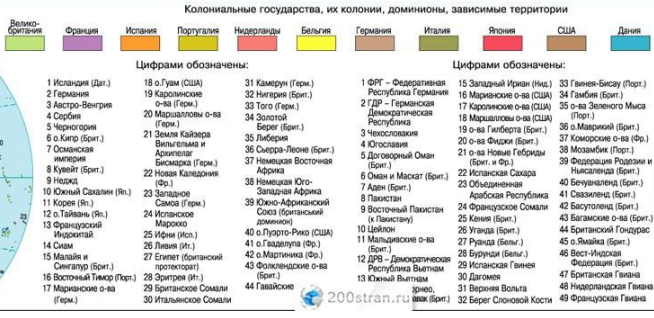 Колониальные государства, их колонии, доминионы, зависимые территории
Велико-
британия
Франция
Испания
Португалия
Нидерланды
Бельгия
Германия
Италия
Япония
США
Дания
Цифрами обозначены:
1 Исландия (Дат.)
2 Германия
3 Австро-Венгрия
4 Сербия
5 Черногория
6 о.Кипр (Брит.)
7 Османская
империя
8 Кувейт (Брит.)
9 Неджд
10 Южный Сахалин (Яп.)
11 Корея (Яп.)
12 о.Тайвань (Яп.)
13 Французский
Индокитай
14 Сиам
15 Малайя и
Сингапур (Брит.)
16 Восточный Тимор (Порт.)
17 Марианские о-ва
(Герм.)
18 о.Гуам (США)
19 Каролинские
о-ва (Герм.)
20 Маршалловы о-ва
(Герм.)
21 Земля Кайзера
Вильгельма и
Архипелаг
Бисмарка (Герм.)
22 Новая Каледония
(Фр.)
23 Западное
Самоа (Герм.)
24 Испанское
Марокко
25 Ифни (Исп.)
26 Ливия (Ит.)
27 Египет (британский
протекторат)
28 Эритрея (Ит.)
29 Британское Сомали
30 Итальянское Сомали
31 Камерун (Герм.)
32 Нигерия (Брит.)
33 Того (Герм.)
34 Золотой
Берег (Брит.)
35 Либерия
36 Сьерра-Леоне (Брит.)
37 Немецкая Восточная
Африка
38 Немецкая Юго-
Западная Африка
39 Южно-Африканский
Союз (британский
доминион)
40 о.Пуэрто-Рико (США)
41 о.Гваделупа (Фр.)
42 о.Мартиника (Фр.)
43 Фолклендские о-ва
(Брит.)
44 Гавайские
Цифрами обозначены:
1 ФРГ – Федеративная
Республика Германия
2 ГДР – Германская
Демократическая
Республика
3 Чехословакия
4 Югославия
5 Договорный Оман
(Брит.)
6 Оман и Маскат (Брит.)
7 Аден (Брит.)
8 Пакистан
9 Восточный Пакистан
(к Пакистану)
10 Цейлон
11 Мальдивские о-ва
(Брит.)
12 ДРВ – Демократическая
Республика Вьетнам
13 Южный Вьетнам
15 Западный Ириан (Нид.)
16 Марианские о-ва (США)
17 Каролинские о-ва (США)
18 Маршалловы о-ва (США)
19 о-ва Гилберта (Брит.)
20 о-ва Фиджи (Брит.)
21 о-ва Новые Гебриды
(Брит. и Фр.)
22 Испанская Сахара
23 Объединенная
Арабская Республика
24 Французское Сомали
25 Кения (Брит.)
26 Уганда (Брит.)
27 Руанда (Бельг.)
28 Бурунди (Бельг.)
29 Испанская Гвинея
30 Дагомея
31 Верхняя Вольта
32 Берег Слоновой Кости
33 Гвинея-Бисау (Порт.)
34 Гамбия (Брит.)
35 о-ва Зеленого Мыса
(Порт.)
36 о.Маврикий (Брит.)
37 Коморские о-ва (Фр.)
38 Мозамбик (Порт.)
39 Федерация Родезии и
Ньясаленда (Брит.)
40 Бечуаналенд (Брит.)
41 Свазиленд (Брит.)
42 Басутоленд (Брит.)
43 Багамские о-ва (Брит.)
44 Британский Гондурас
45 о.Ямайка (Брит.)
46 Вест-Индская
Федерация (Брит.)
47 Британская Гвиана
48 Нидерландская Гвиана
49 Французская Гвиана
200stran.ru